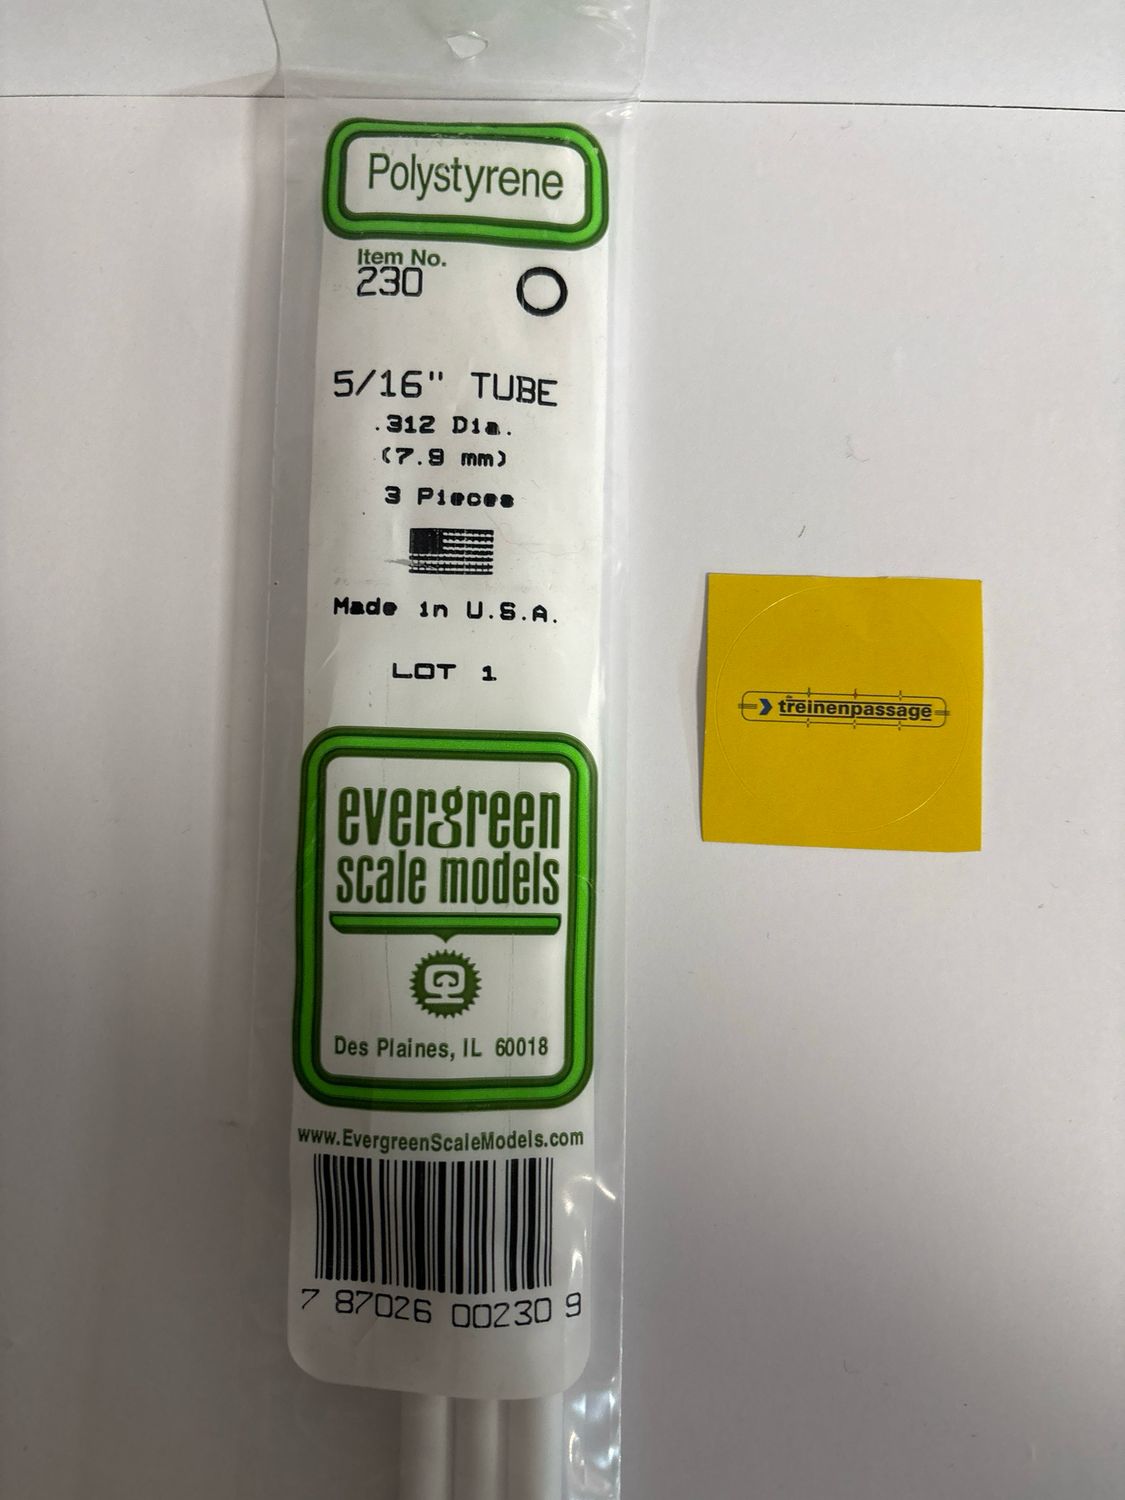 Polystyrene
Item No.
230
5/16" TUBE
.312 Dia.
(7.9 mm)
3 Pieces
Made in U.S.A.
LOT 1
evergreen
scale models
Des Plaines, IL 60018
www.EvergreenScaleModels.com
7 87026 00230 9
de
treinenpassage